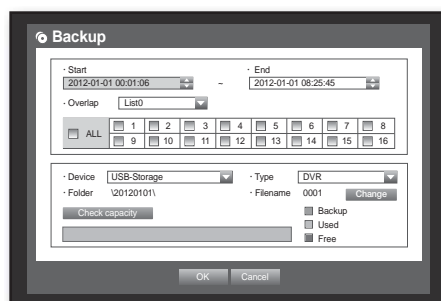 Backup
· Start
· End
2012-01-01 00:01:06
~
2012-01-01 08:25:45
· Overlap
List0
ALL
1 2 3 4 5 6 7 8
9 10 11 12 13 14 15 16
· Device
USB-Storage
· Type
DVR
· Folder
\20120101\
· Filename
0001
Change
Check capacity
Backup
Used
Free
OK
Cancel